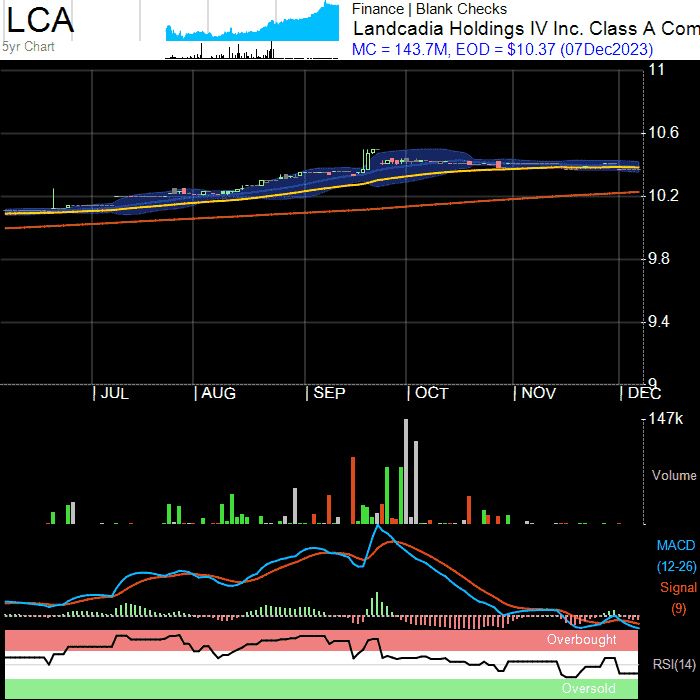 LCA
5yr Chart
Finance | Blank Checks
Landcadia Holdings IV Inc. Class A Com
MC = 143.7M, EOD = $10.37 (07Dec2023)
11
10.6
10.2
9.8
9.4
9
JUL AUG SEP OCT NOV DEC
147k
Volume
MACD
(12-26)
Signal
(9)
Overbought
RSI(14)
Oversold